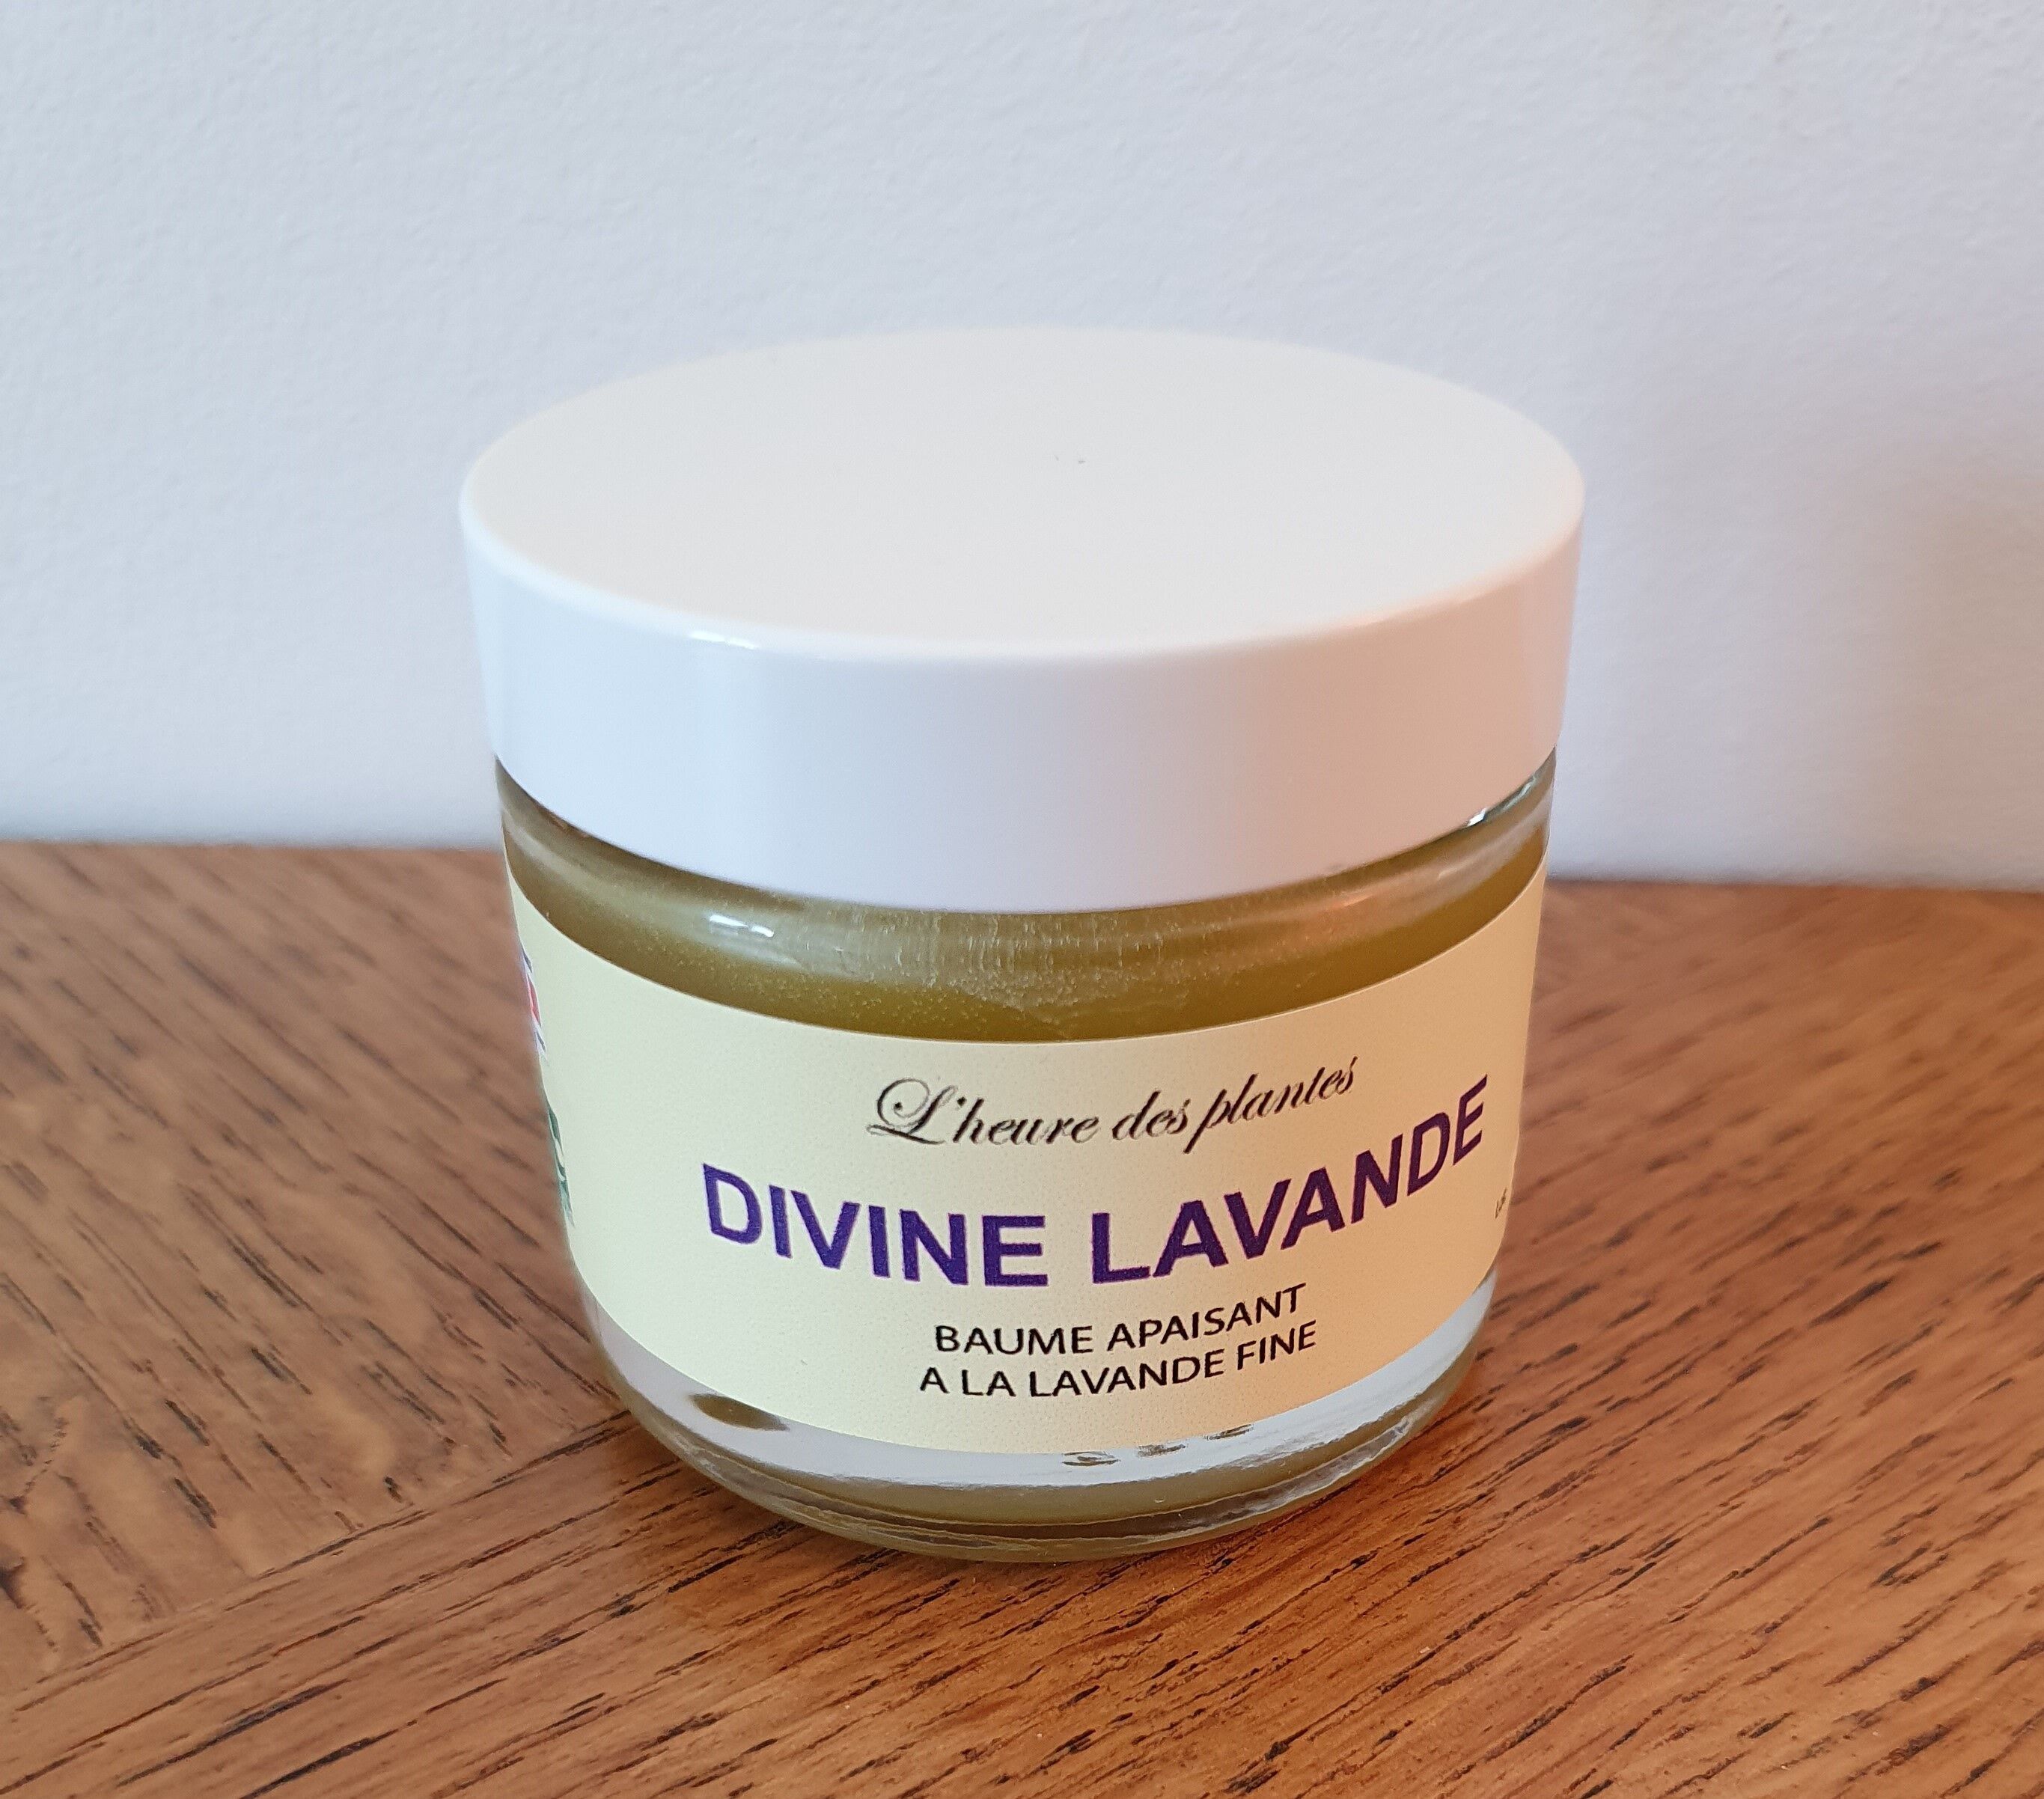 L'heure des plantes
DIVINE LAVANDE
BAUME APAISANT
A LA LAVANDE FINE